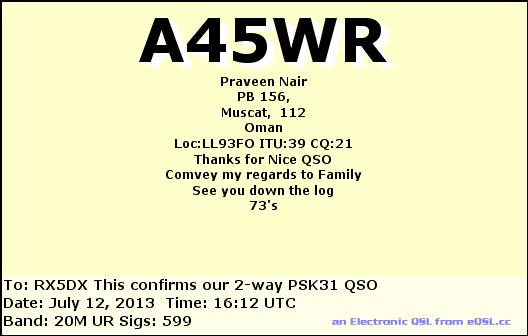 A45WR
Praveen Nair
PB 156,
Muscat,  112
Oman
Loc:LL93FO ITU:39 CQ:21
Thanks for Nice QSO
Comvey my regards to Family
See you down the log
73's
To: RX5DX This confirms our 2-way PSK31 QSO
Date: July 12, 2013  Time: 16:12 UTC
Band: 20M UR Sigs: 599
an Electronic QSL from eQSL.cc